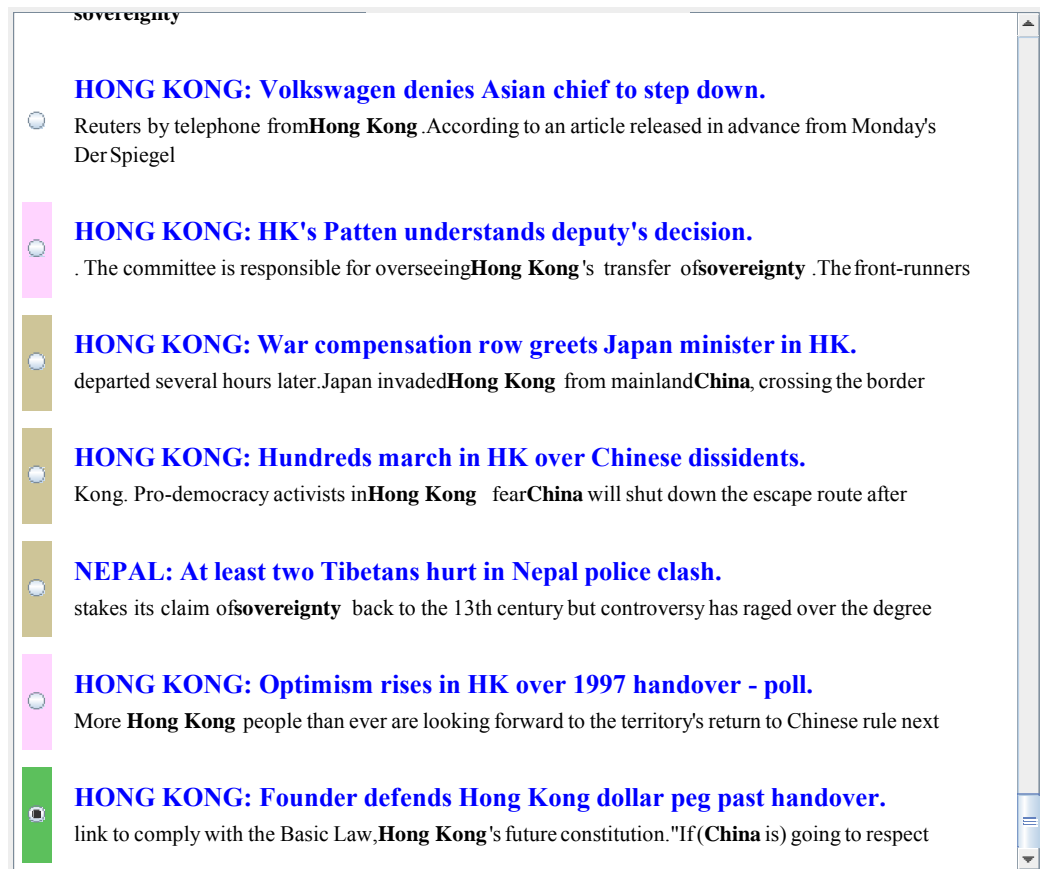 sovereignty
HONG KONG: Volkswagen denies Asian chief to step down.
Reuters by telephone fromHong Kong .According to an article released in advance from Monday's
Der Spiegel
HONG KONG: HK's Patten understands deputy's decision.
. The committee is responsible for overseeingHong Kong's transfer ofsovereignty .The front-runners
HONG KONG: War compensation row greets Japan minister in HK.
departed several hours later.Japan invadedHong Kong from mainlandChina, crossing the border
HONG KONG: Hundreds march in HK over Chinese dissidents.
Kong. Pro-democracy activists inHong Kong fearChina will shut down the escape route after
NEPAL: At least two Tibetans hurt in Nepal police clash.
stakes its claim ofsovereignty back to the 13th century but controversy has raged over the degree
HONG KONG: Optimism rises in HK over 1997 handover - poll.
More Hong Kong people than ever are looking forward to the territory's return to Chinese rule next
HONG KONG: Founder defends Hong Kong dollar peg past handover.
link to comply with the Basic Law,Hong Kong's future constitution."If (China is) going to respect